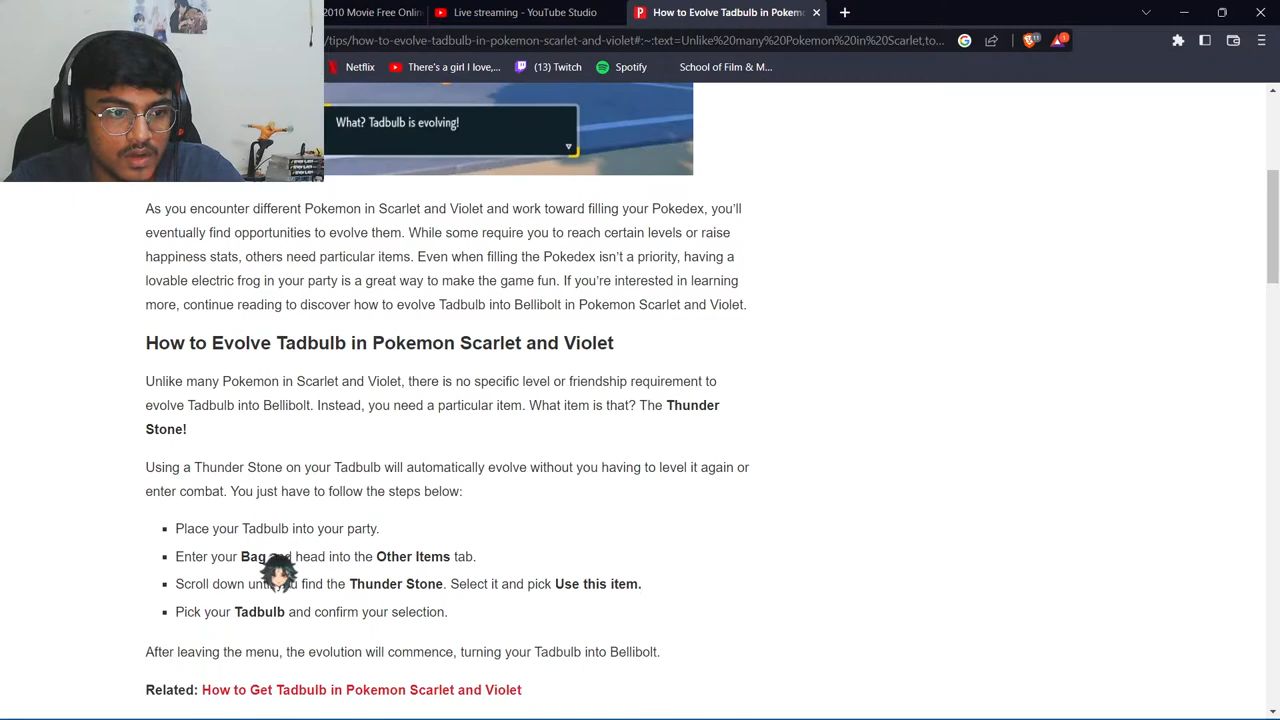 2010 Movie Free Onlin
Live streaming - YouTube Studio
How to Evolve Tadbulb in Pokem
/tips/how-to-evolve-tadbulb-in-pokemon-scarlet-and-violet#:~:text=Unlike%20many%20Pokemon%20in%20Scarlet,to...
11
1
Netflix
There's a girl I love,...
(13) Twitch
Spotify
School of Film & M...
What? Tadbulb is evolving!
As you encounter different Pokemon in Scarlet and Violet and work toward filling your Pokedex, you’ll
eventually find opportunities to evolve them. While some require you to reach certain levels or raise
happiness stats, others need particular items. Even when filling the Pokedex isn’t a priority, having a
lovable electric frog in your party is a great way to make the game fun. If you’re interested in learning
more, continue reading to discover how to evolve Tadbulb into Bellibolt in Pokemon Scarlet and Violet.
How to Evolve Tadbulb in Pokemon Scarlet and Violet
Unlike many Pokemon in Scarlet and Violet, there is no specific level or friendship requirement to
evolve Tadbulb into Bellibolt. Instead, you need a particular item. What item is that? The Thunder
Stone!
Using a Thunder Stone on your Tadbulb will automatically evolve without you having to level it again or
enter combat. You just have to follow the steps below:
Place your Tadbulb into your party.
Enter your Bag and head into the Other Items tab.
Scroll down until you find the Thunder Stone. Select it and pick Use this item.
Pick your Tadbulb and confirm your selection.
After leaving the menu, the evolution will commence, turning your Tadbulb into Bellibolt.
Related: How to Get Tadbulb in Pokemon Scarlet and Violet